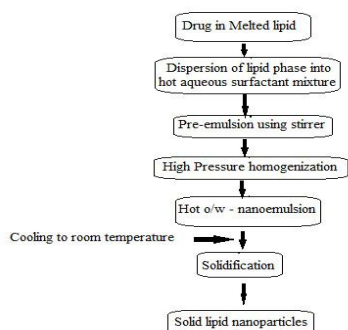 Drug in Melted lipid
Dispersion of lipid phase into
hot aqueous surfactant mixture
Pre-emulsion using stirrer
High Pressure homogenization
Hot o/w - nanoemulsion
Cooling to room temperature
Solidification
Solid lipid nanoparticles